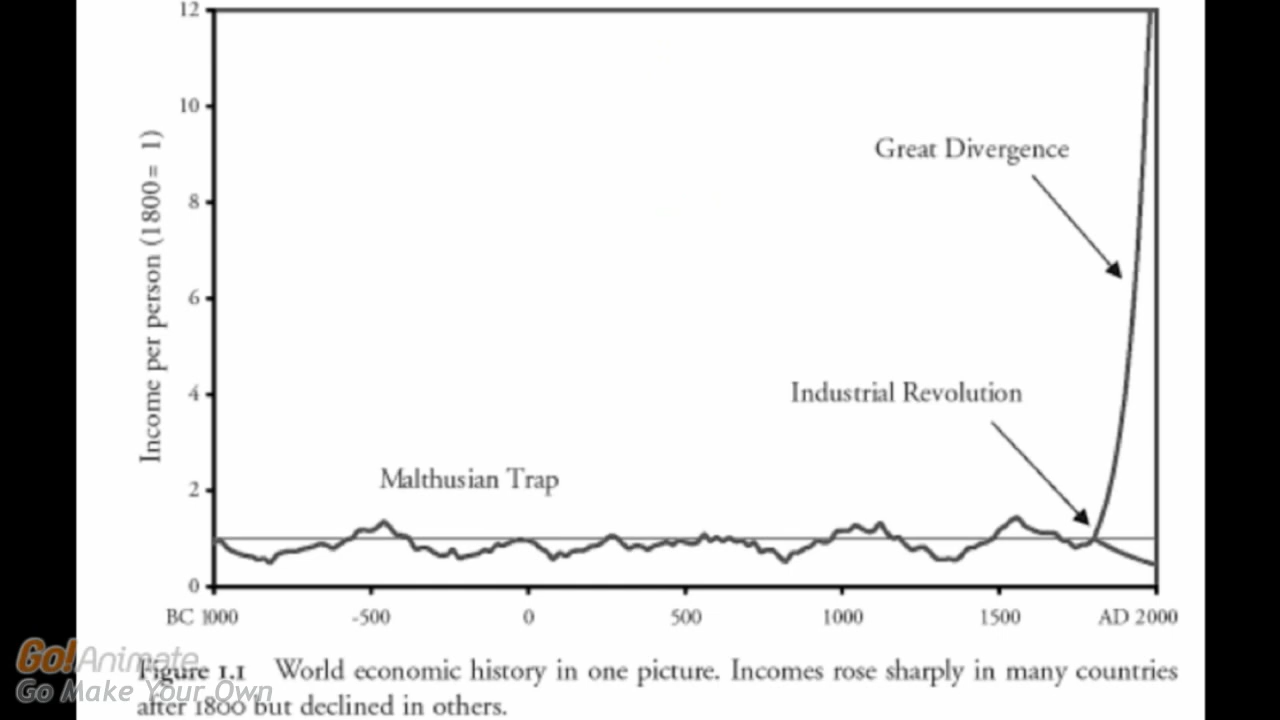 12
10
8
6
4
2
0
Income per person (1800= 1)
Great Divergence
Industrial Revolution
Malthusian Trap
BC 1000
-500
0
500
1000
1500
AD 2000
Go!Animate
Go Make Your Own
Figure 1.1 World economic history in one picture. Incomes rose sharply in many countries
after 1800 but declined in others.